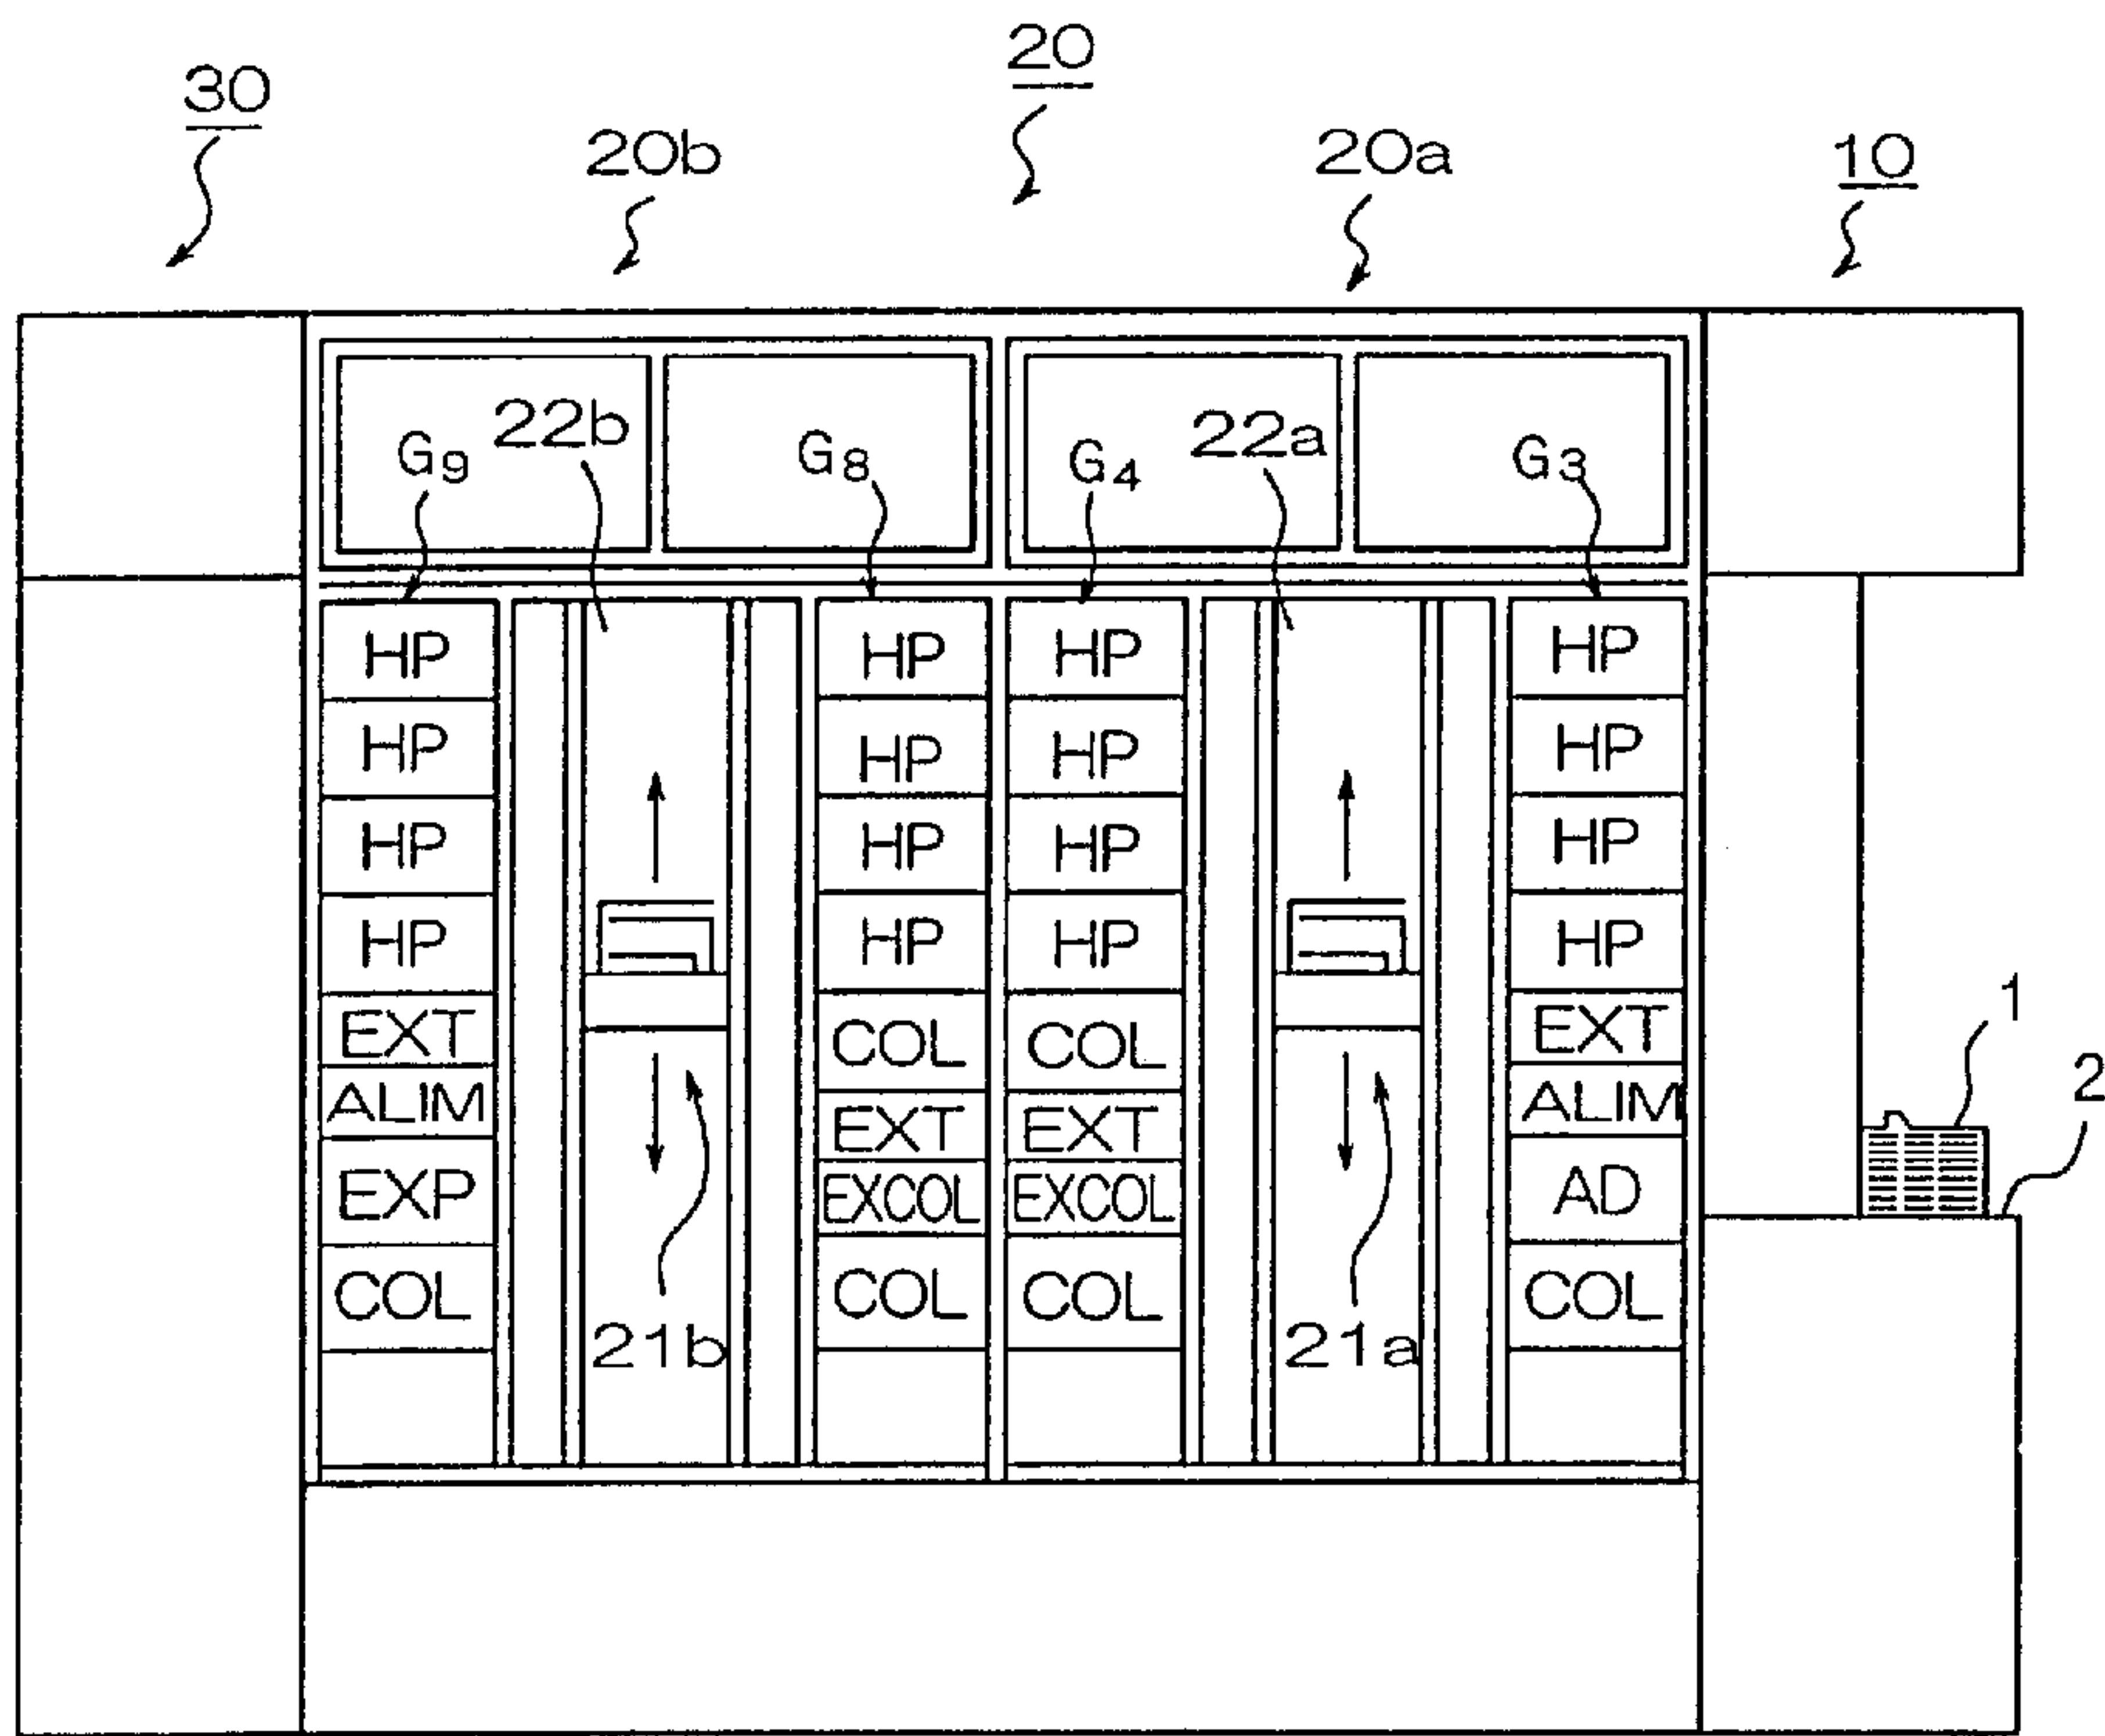 20
30
20b
20a
10
G9
22b
G8
G4
22a
G3
HP HP HP HP
HP HP HP HP
HP HP HP HP
HP HP HP HP
EXT COL COL EXT
ALIM EXT EXT ALIM
EXP EXCOL EXCOL AD
COL COL COL COL
21b
21a
1
2